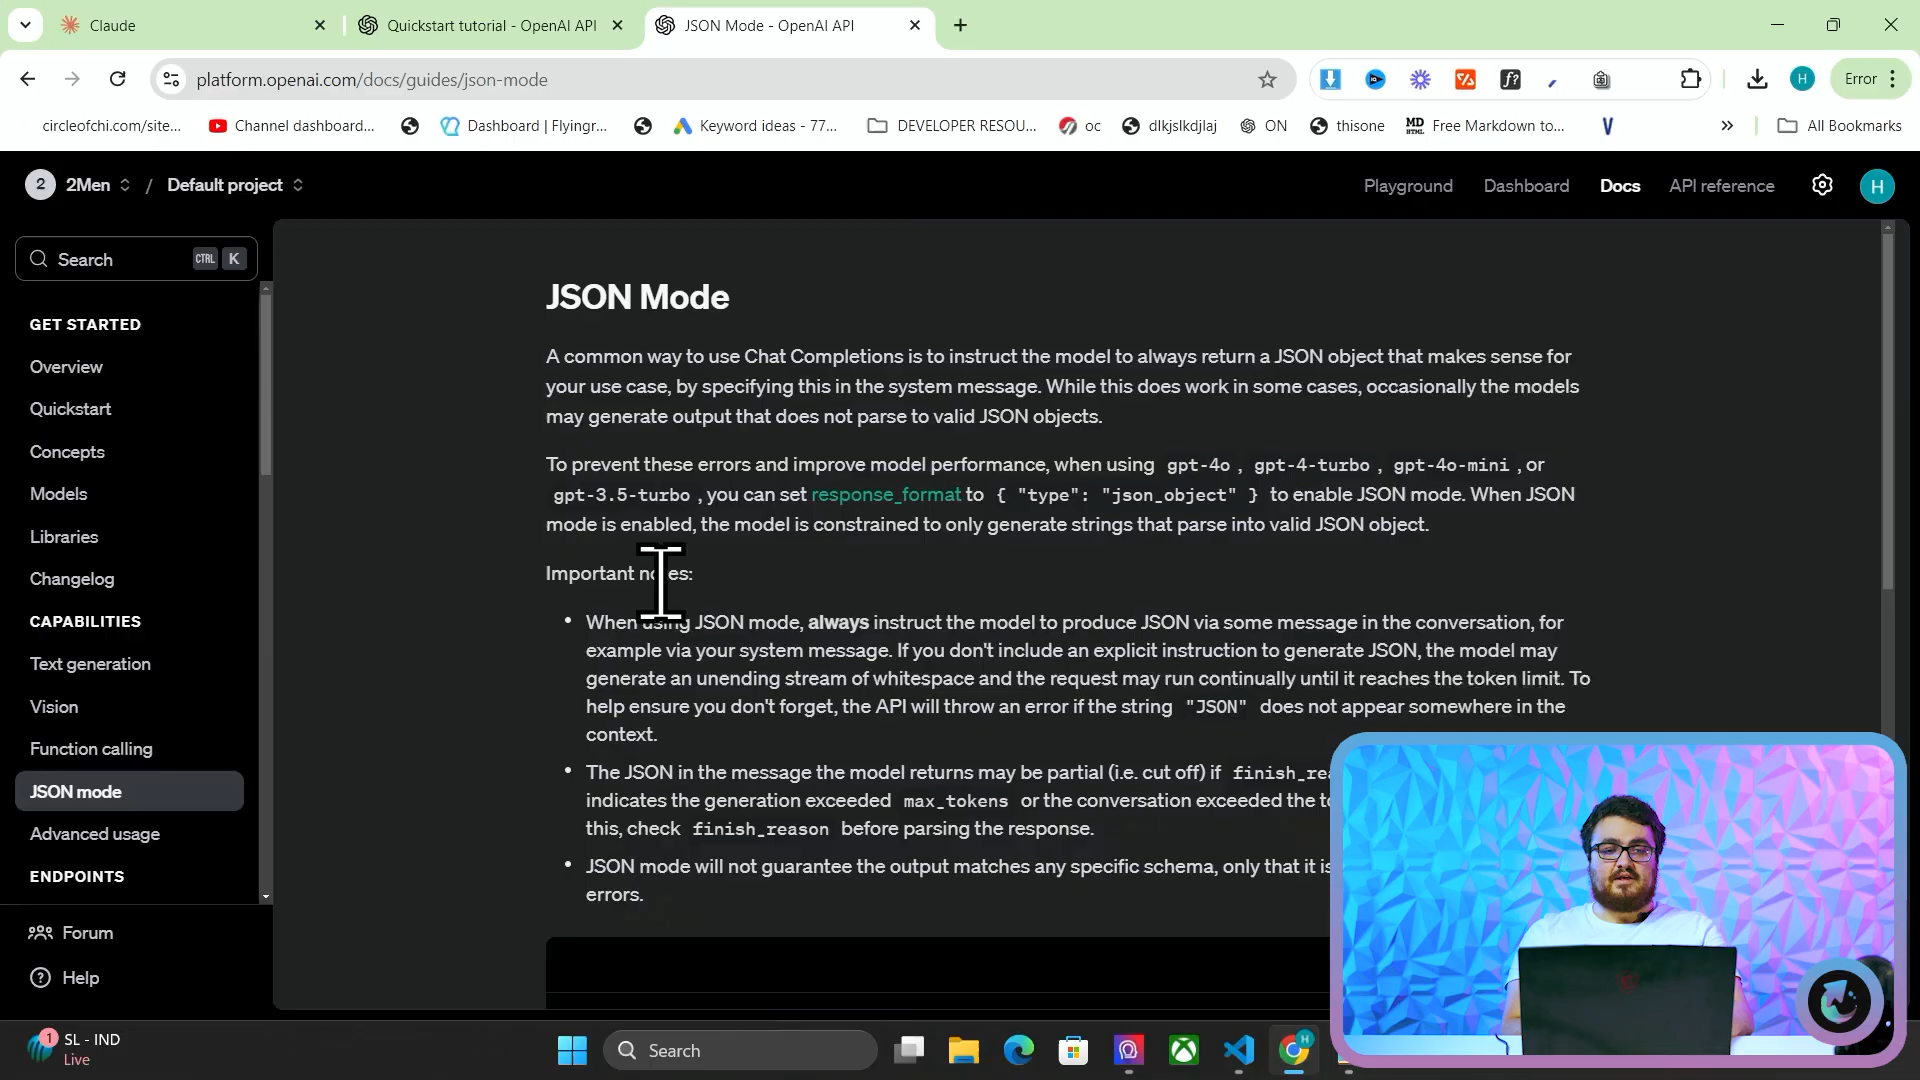 Claude
Quickstart tutorial - OpenAI API
JSON Mode - OpenAI API
platform.openai.com/docs/guides/json-mode
f?
H
Error
circleofchi.com/site...
Channel dashboard...
Dashboard | Flyingr...
Keyword ideas - 77...
DEVELOPER RESOU...
oc
dlkjslkdjlaj
ON
thisone
MD
Free Markdown to...
V
All Bookmarks
2
2Men
/
Default project
Playground
Dashboard
Docs
API reference
H
Search
CTRL
K
GET STARTED
Overview
Quickstart
Concepts
Models
Libraries
Changelog
CAPABILITIES
Text generation
Vision
Function calling
JSON mode
Advanced usage
ENDPOINTS
Forum
Help
JSON Mode
A common way to use Chat Completions is to instruct the model to always return a JSON object that makes sense for
your use case, by specifying this in the system message. While this does work in some cases, occasionally the models
may generate output that does not parse to valid JSON objects.
To prevent these errors and improve model performance, when using gpt-4o, gpt-4-turbo, gpt-4o-mini, or
gpt-3.5-turbo, you can set response_format to { "type": "json_object" } to enable JSON mode. When JSON
mode is enabled, the model is constrained to only generate strings that parse into valid JSON object.
Important notes:
• When using JSON mode, always instruct the model to produce JSON via some message in the conversation, for
example via your system message. If you don't include an explicit instruction to generate JSON, the model may
generate an unending stream of whitespace and the request may run continually until it reaches the token limit. To
help ensure you don't forget, the API will throw an error if the string "JSON" does not appear somewhere in the
context.
• The JSON in the message the model returns may be partial (i.e. cut off) if finish_rea
indicates the generation exceeded max_tokens or the conversation exceeded the to
this, check finish_reason before parsing the response.
• JSON mode will not guarantee the output matches any specific schema, only that it is
errors.
1
SL - IND
Live
Search
H